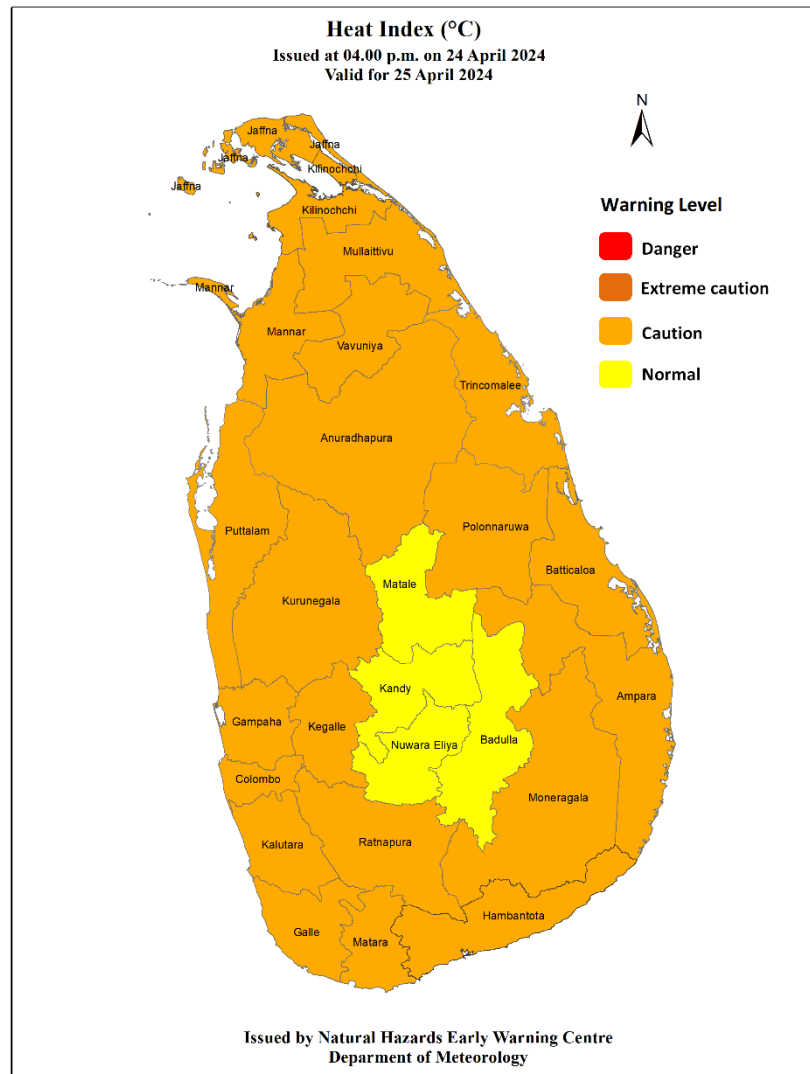 Heat Index (°C)
Issued at 04.00 p.m. on 24 April 2024
Valid for 25 April 2024
N
Jaffna
Jaffna
Jaffna
Kilinochchi
Jaffna
Kilinochchi
Warning Level
Danger
Mullaittivu
Extreme caution
Mannar
Mannar
Caution
Vavuniya
Normal
Trincomalee
Anuradhapura
Puttalam
Polonnaruwa
Batticaloa
Matale
Kurunegala
Kandy
Ampara
Gampaha
Kegalle
Nuwara Eliya
Badulla
Colombo
Moneragala
Kalutara
Ratnapura
Hambantota
Galle
Matara
Issued by Natural Hazards Early Warning Centre
Deparment of Meteorology